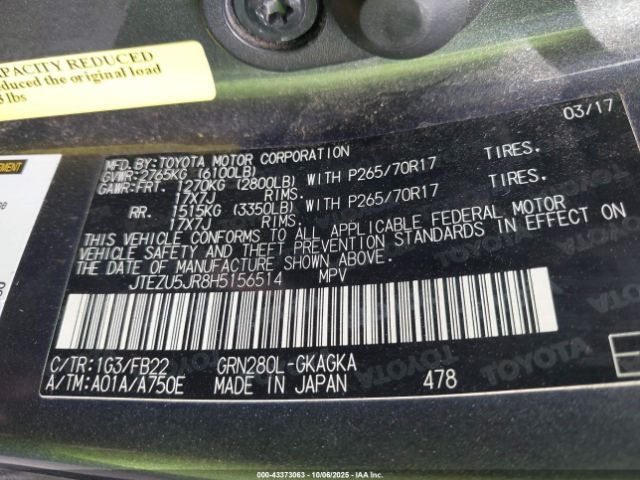 CAPACITY REDUCED
educed the original load
lbs
EMENT
03/17
MFD.BY:TOYOTA MOTOR CORPORATION
GVWR:2765KG (6100LB)
GAWR:FRT. 1270KG (2800LB) WITH P265/70R17 TIRES.
17X7J RIMS.
RR. 1515KG (3350LB) WITH P265/70R17 TIRES.
17X7J RIMS.
THIS VEHICLE CONFORMS TO ALL APPLICABLE FEDERAL MOTOR
VEHICLE SAFETY AND THEFT PREVENTION STANDARDS IN EFFECT ON
THE DATE OF MANUFACTURE SHOWN ABOVE.
JTEZU5JR8H5156514 MPV
C/TR:1G3/FB22 GRN280L-GKAGKA
A/TM:A01A/A750E MADE IN JAPAN 478
00-43373063 - 10/06/2025 - Copyright © IAA.